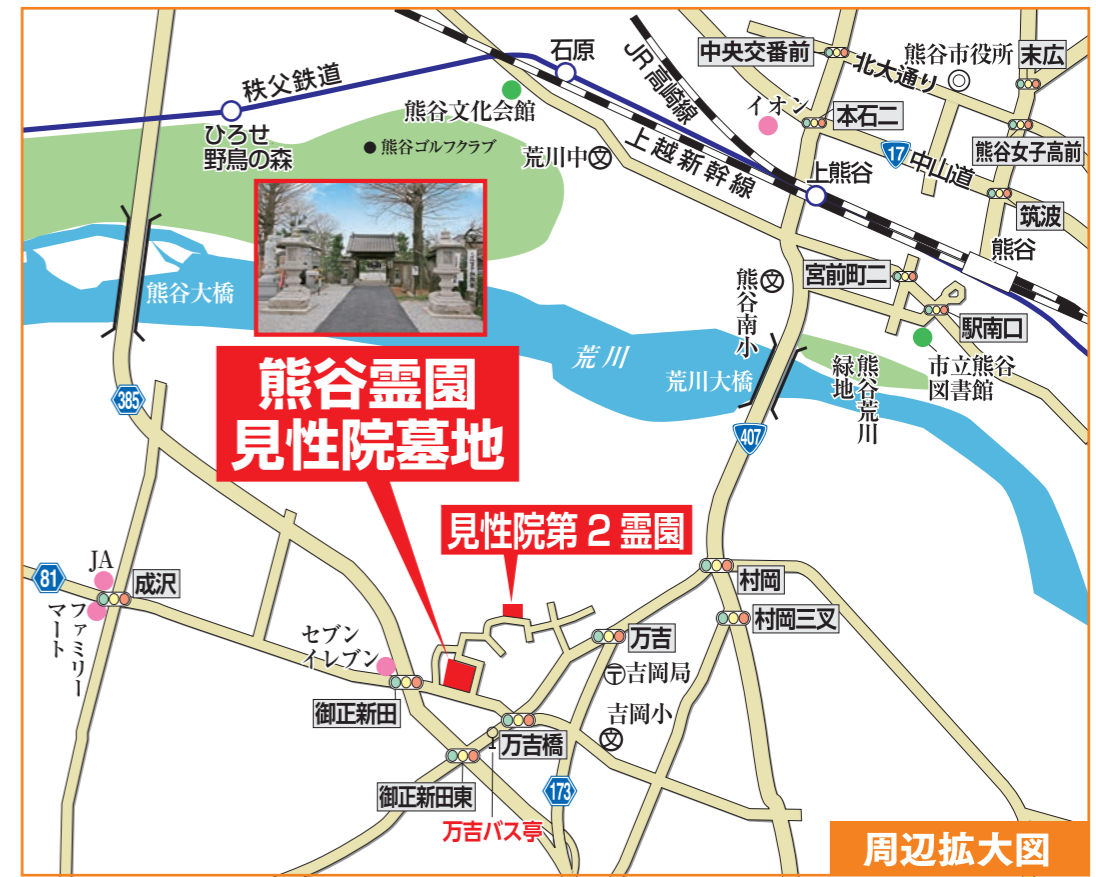 石原
JR高崎線
中央交番前
北大通り
熊谷市役所
末広
秩父鉄道
ひろせ
野鳥の森
熊谷文化会館
熊谷ゴルフクラブ
荒川中
文
上越新幹線
イオン
本石二
17
中山道
熊谷女子高前
上熊谷
筑波
熊谷
熊谷大橋
熊谷南小
文
宮前町二
駅南口
荒川
荒川大橋
熊谷荒川
緑地
市立熊谷
図書館
熊谷霊園
見性院墓地
385
407
見性院第2霊園
81
JA
成沢
ファミリー
マート
村岡
村岡三叉
セブン
イレブン
万吉
〒吉岡局
御正新田
吉岡小
文
万吉橋
御正新田東
173
万吉バス亭
周辺拡大図